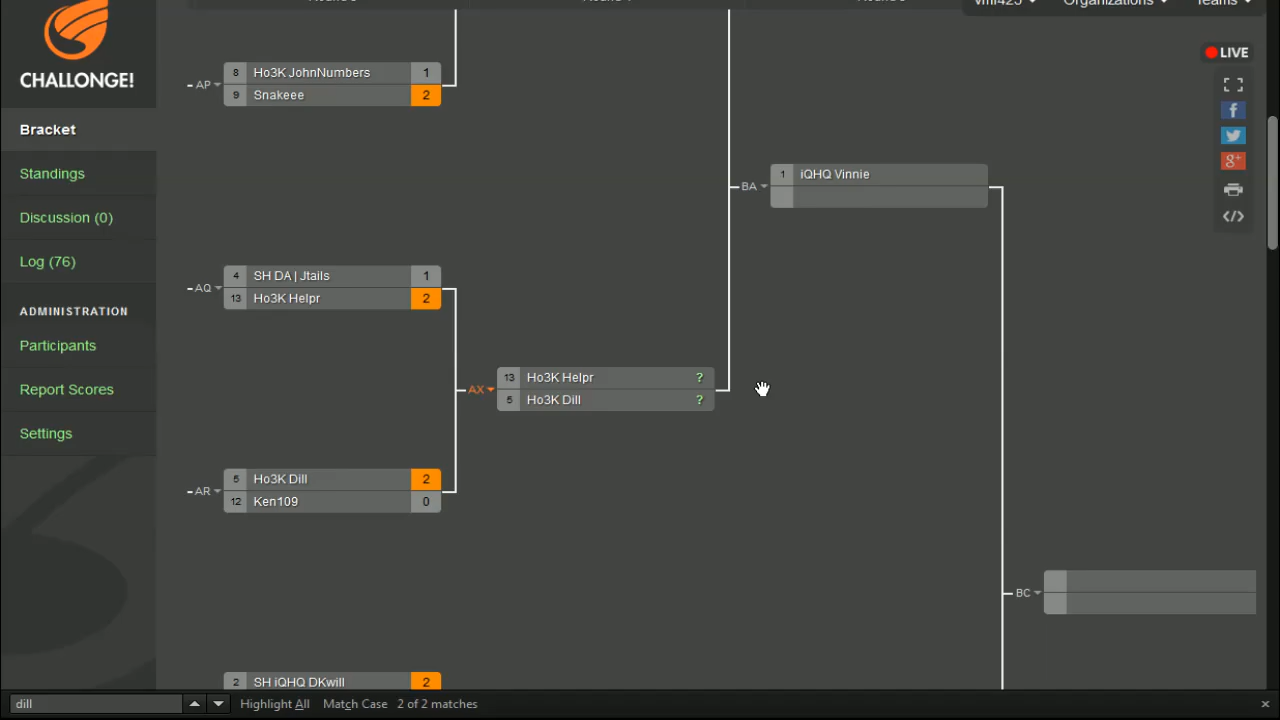 vmf425
Organizations
Teams
CHALLONGE!
LIVE
AP
8 Ho3K JohnNumbers 1
9 Snakeee 2
f
g+
</>
Bracket
Standings
Discussion (0)
Log (76)
ADMINISTRATION
Participants
Report Scores
Settings
BA
1 iQHQ Vinnie
AQ
4 SH DA | Jtails 1
13 Ho3K Helpr 2
AX
13 Ho3K Helpr ?
5 Ho3K Dill ?
AR
5 Ho3K Dill 2
12 Ken109 0
BC
2 SH iQHQ DKwill 2
dill
Highlight All Match Case 2 of 2 matches